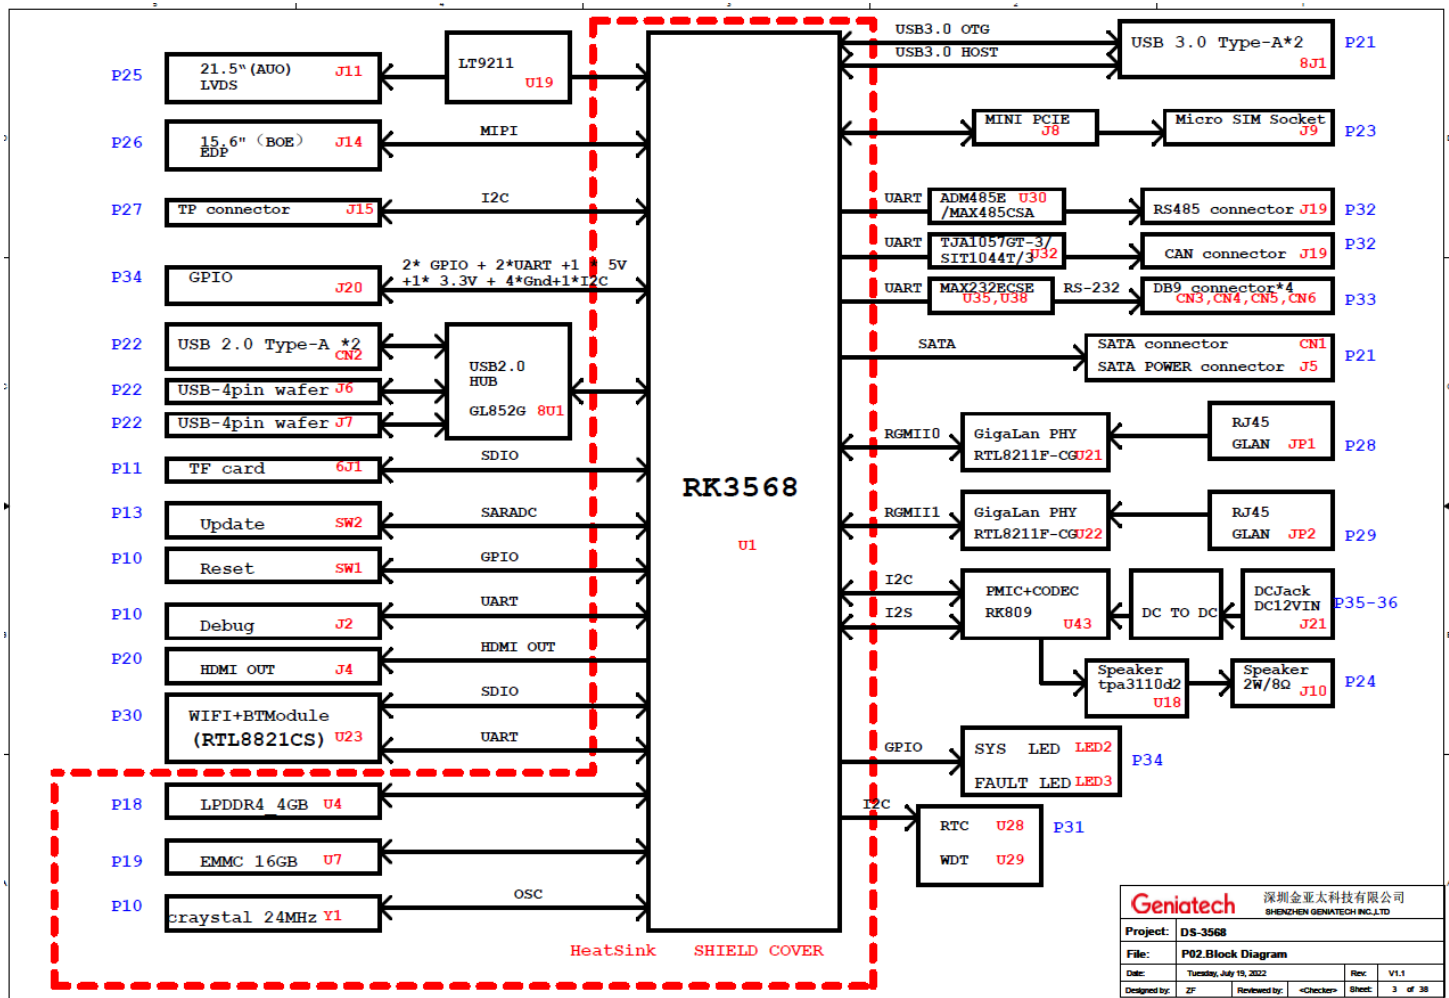 P25
21.5"(AUO) J11
LVDS
LT9211
U19
P26
15.6" (BOE) J14
EDP
MIPI
P27
TP connector J15
I2C
P34
GPIO
J20
2* GPIO + 2*UART +1 * 5V
+1* 3.3V + 4*Gnd+1*I2C
P22
USB 2.0 Type-A *2
CN2
P22
USB-4pin wafer J6
P22
USB-4pin wafer J7
USB2.0
HUB
GL852G 8U1
P11
TF card 6J1
SDIO
P13
Update SW2
SARADC
P10
Reset SW1
GPIO
P10
Debug J2
UART
P20
HDMI OUT J4
HDMI OUT
P30
WIFI+BTModule
(RTL8821CS) U23
SDIO
UART
P18
LPDDR4_4GB U4
P19
EMMC 16GB U7
P10
craystal 24MHz Y1
OSC
RK3568
U1
HeatSink SHIELD COVER
USB3.0 OTG
USB3.0 HOST
USB 3.0 Type-A*2
8J1
P21
MINI PCIE
J8
Micro SIM Socket
J9
P23
UART
ADM485E U30
/MAX485CSA
RS485 connector J19
P32
UART
TJA1057GT-3/
SIT1044T/3 U32
CAN connector J19
P32
UART
MAX232ECSE
U35,U38
RS-232
DB9 connector*4
CN3,CN4,CN5,CN6
P33
SATA
SATA connector CN1
SATA POWER connector J5
P21
RGMII0
GigaLan PHY
RTL8211F-CG U21
RJ45
GLAN JP1
P28
RGMII1
GigaLan PHY
RTL8211F-CG U22
RJ45
GLAN JP2
P29
I2C
I2S
PMIC+CODEC
RK809
U43
DC TO DC
DCJack
DC12VIN
J21
P35-36
Speaker
tpa3110d2
U18
Speaker
2W/8Ω J10
P24
GPIO
SYS LED LED2
FAULT LED LED3
P34
I2C
RTC U28
WDT U29
P31
Geniatech
深圳金亚太科技有限公司
SHENZHEN GENIATECH INC.,LTD
Project: DS-3568
File: P02.Block Diagram
Date: Tuesday, July 19, 2022 Rev: V1.1
Designed by: ZF Reviewed by: <Checker> Sheet: 3 of 38